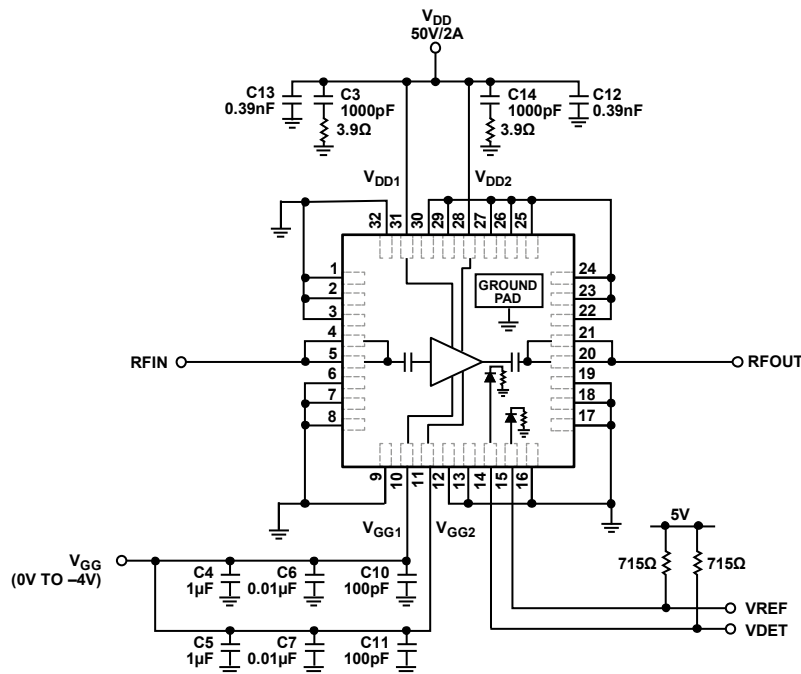 VDD
50V/2A
C13
0.39nF
C3
1000pF
3.9Ω
C14
1000pF
3.9Ω
C12
0.39nF
VDD1
VDD2
32
31
30
29
28
27
26
25
1
2
3
4
5
6
7
8
24
23
22
21
20
19
18
17
GROUND
PAD
RFIN
RFOUT
9
10
11
12
13
14
15
16
VGG1
VGG2
VGG
(0V TO –4V)
C4
1µF
C6
0.01µF
C10
100pF
C5
1µF
C7
0.01µF
C11
100pF
5V
715Ω
715Ω
VREF
VDET